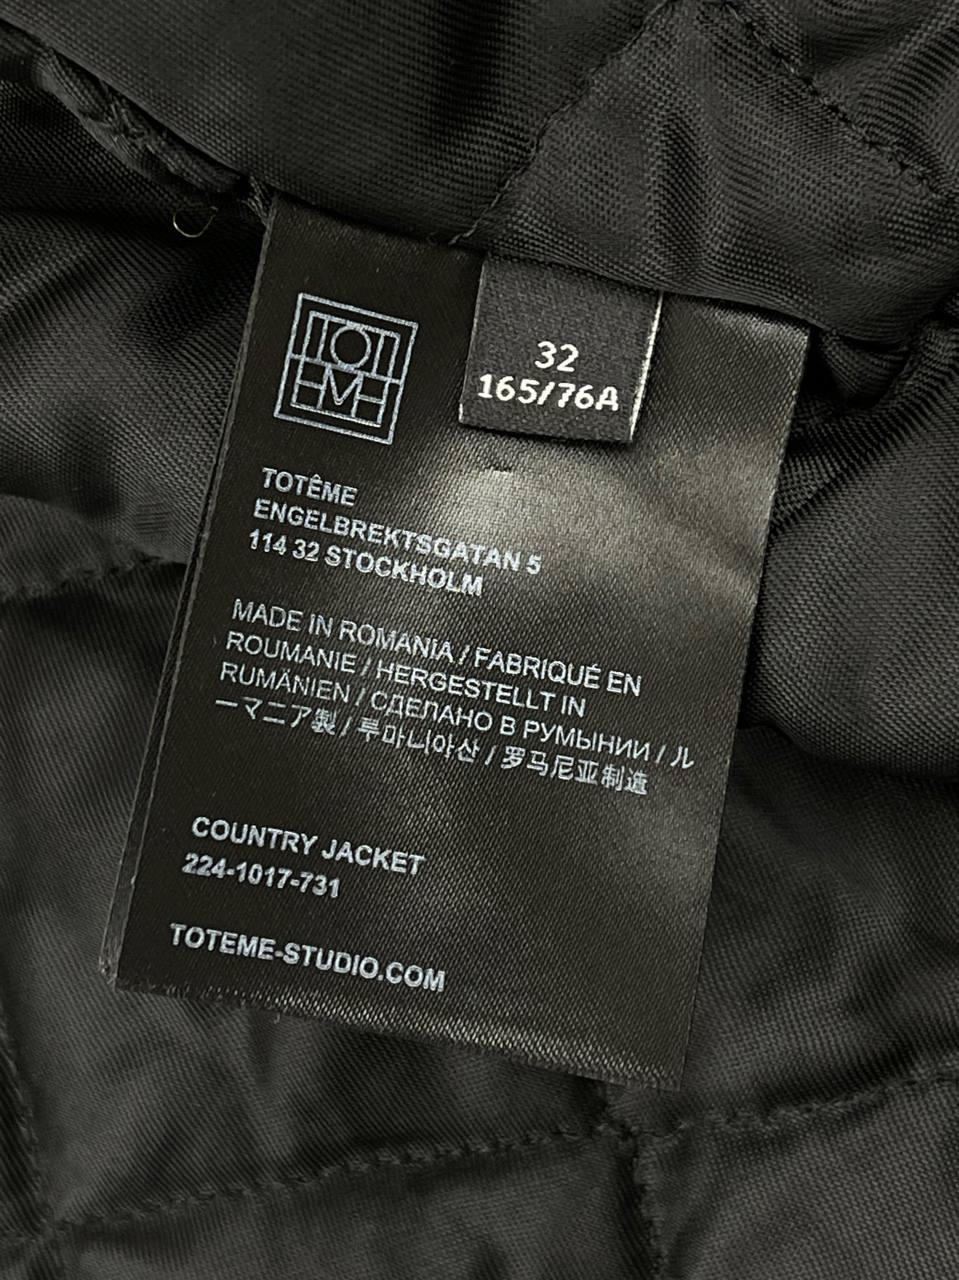 TOTEME
32
165/76A
TOTÊME
ENGELBREKTSGATAN 5
114 32 STOCKHOLM
MADE IN ROMANIA / FABRIQUÉ EN
ROUMANIE / HERGESTELLT IN
RUMÄNIEN / СДЕЛАНО В РУМЫНИИ / ル
ーマニア製 / 루마니아산 / 罗马尼亚制造
COUNTRY JACKET
224-1017-731
TOTEME-STUDIO.COM